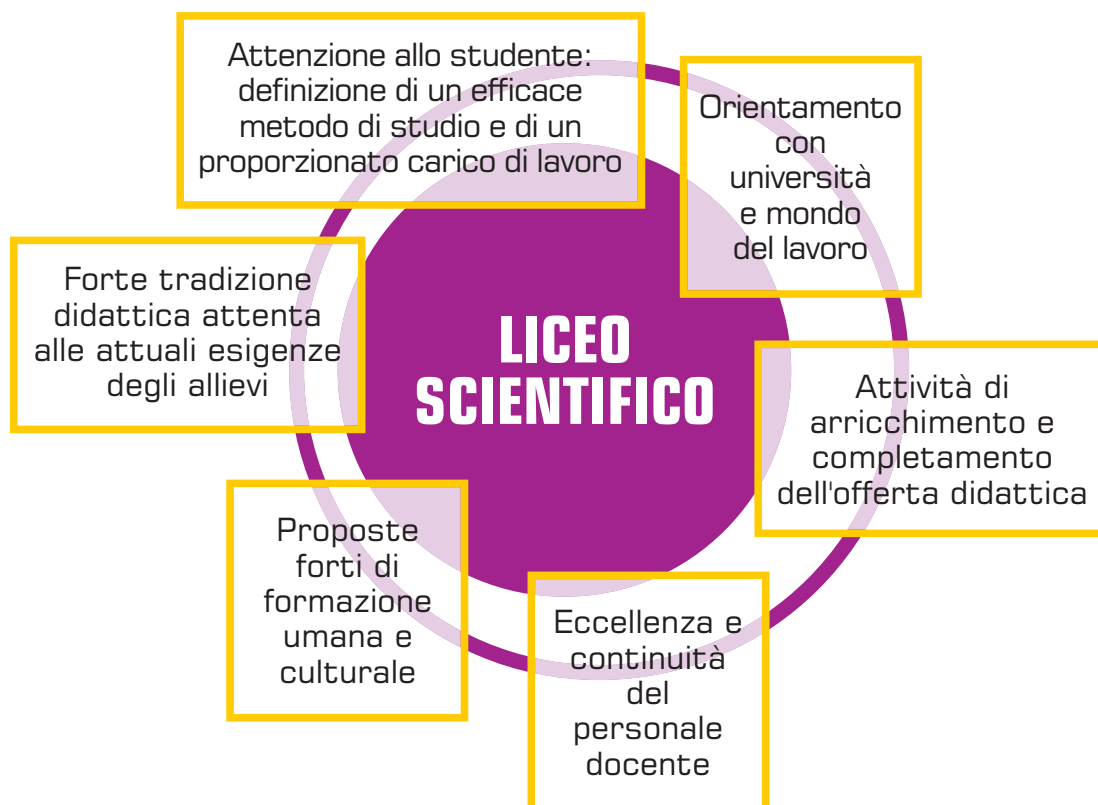 Attenzione allo studente:
definizione di un efficace
metodo di studio e di un
proporzionato carico di lavoro
Orientamento
con
università
e mondo
del lavoro
Forte tradizione
didattica attenta
alle attuali esigenze
degli allievi
LICEO
SCIENTIFICO
Attività di
arricchimento e
completamento
dell'offerta didattica
Proposte
forti di
formazione
umana e
culturale
Eccellenza e
continuità
del
personale
docente